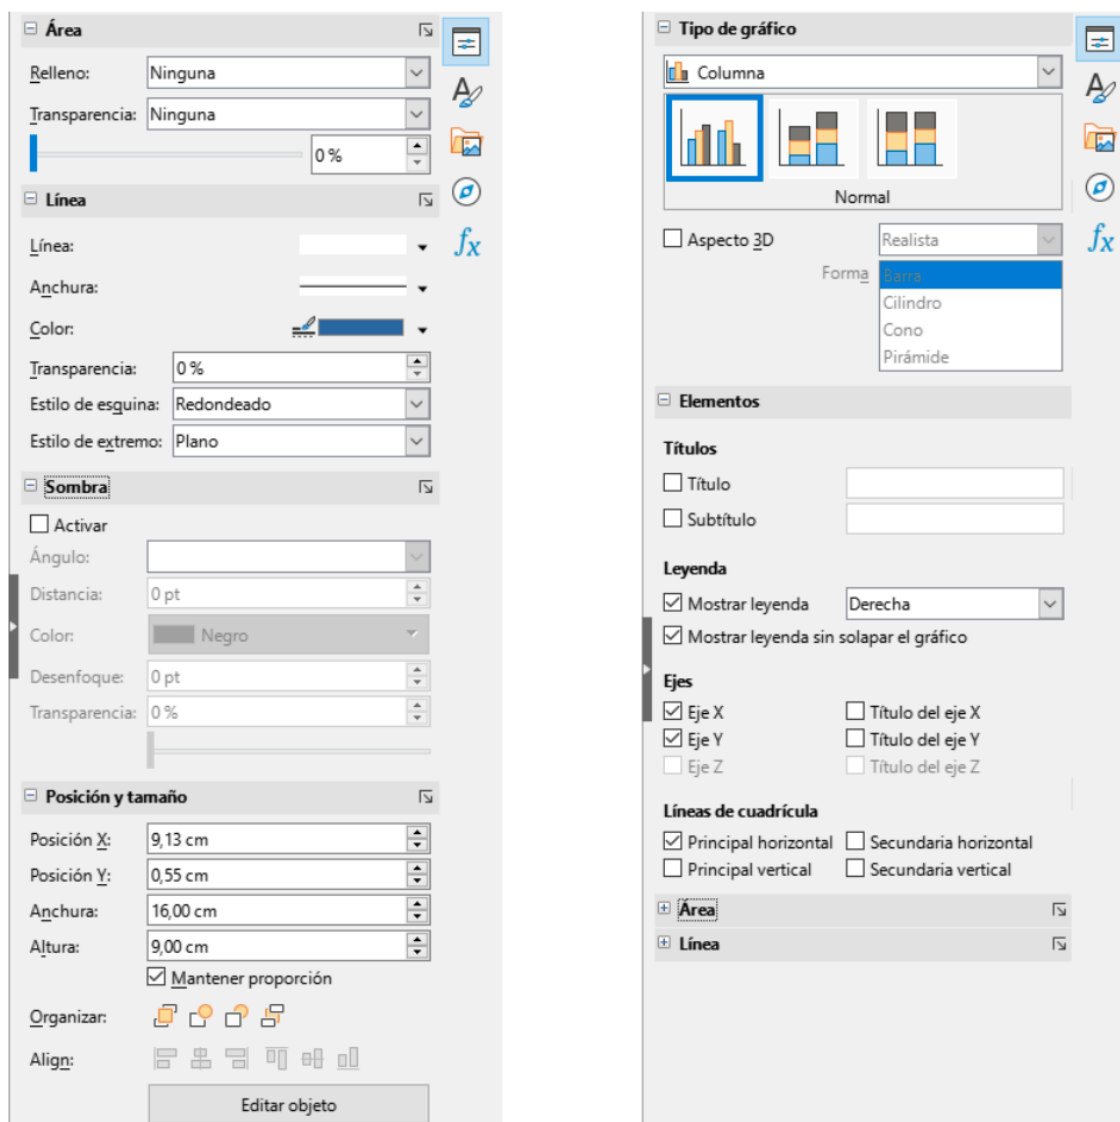 Área
Relleno: Ninguna
Transparencia: Ninguna
0 %
Línea
Línea:
Anchura:
Color:
Transparencia: 0 %
Estilo de esquina: Redondeado
Estilo de extremo: Plano
Sombra
Activar
Ángulo:
Distancia: 0 pt
Color: Negro
Desenfoque: 0 pt
Transparencia: 0 %
Posición y tamaño
Posición X: 9,13 cm
Posición Y: 0,55 cm
Anchura: 16,00 cm
Altura: 9,00 cm
Mantener proporción
Organizar:
Align:
Editar objeto
fx
Tipo de gráfico
Columna
Normal
Aspecto 3D Realista
Forma Barra
Cilindro
Cono
Pirámide
Elementos
Títulos
Título
Subtítulo
Leyenda
Mostrar leyenda Derecha
Mostrar leyenda sin solapar el gráfico
Ejes
Eje X Título del eje X
Eje Y Título del eje Y
Eje Z Título del eje Z
Líneas de cuadrícula
Principal horizontal Secundaria horizontal
Principal vertical Secundaria vertical
Área
Línea
fx